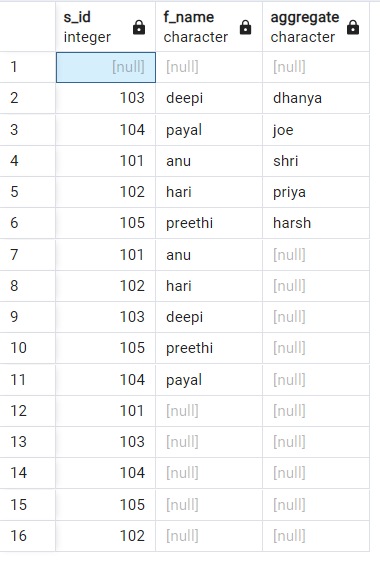 s_id f_name aggregate
integer character character
1 [null] [null] [null]
2 103 deepi dhanya
3 104 payal joe
4 101 anu shri
5 102 hari priya
6 105 preethi harsh
7 101 anu [null]
8 102 hari [null]
9 103 deepi [null]
10 105 preethi [null]
11 104 payal [null]
12 101 [null] [null]
13 103 [null] [null]
14 104 [null] [null]
15 105 [null] [null]
16 102 [null] [null]